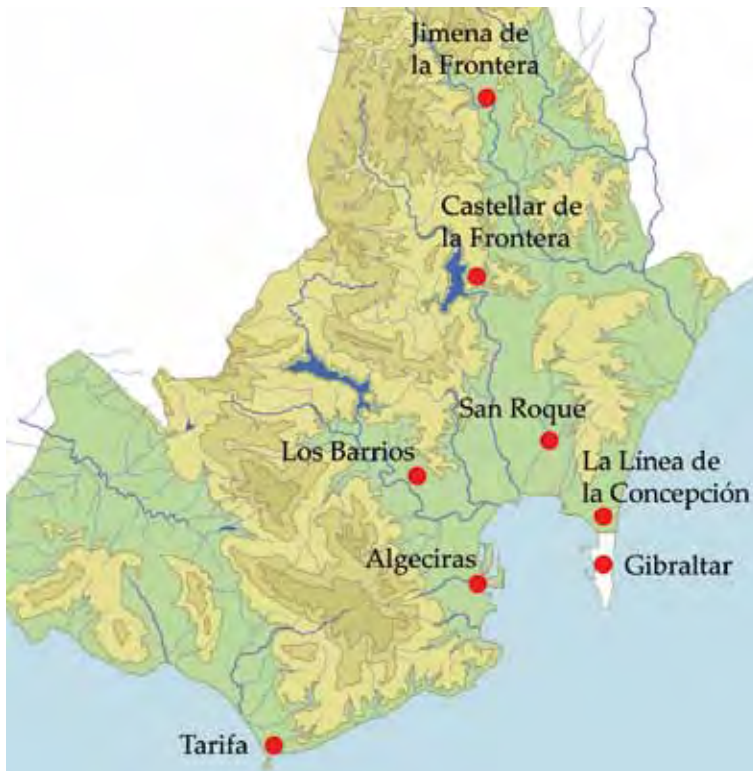 Jimena de
la Frontera
Castellar de
la Frontera
San Roque
Los Barrios
La Línea de
la Concepción
Algeciras
Gibraltar
Tarifa